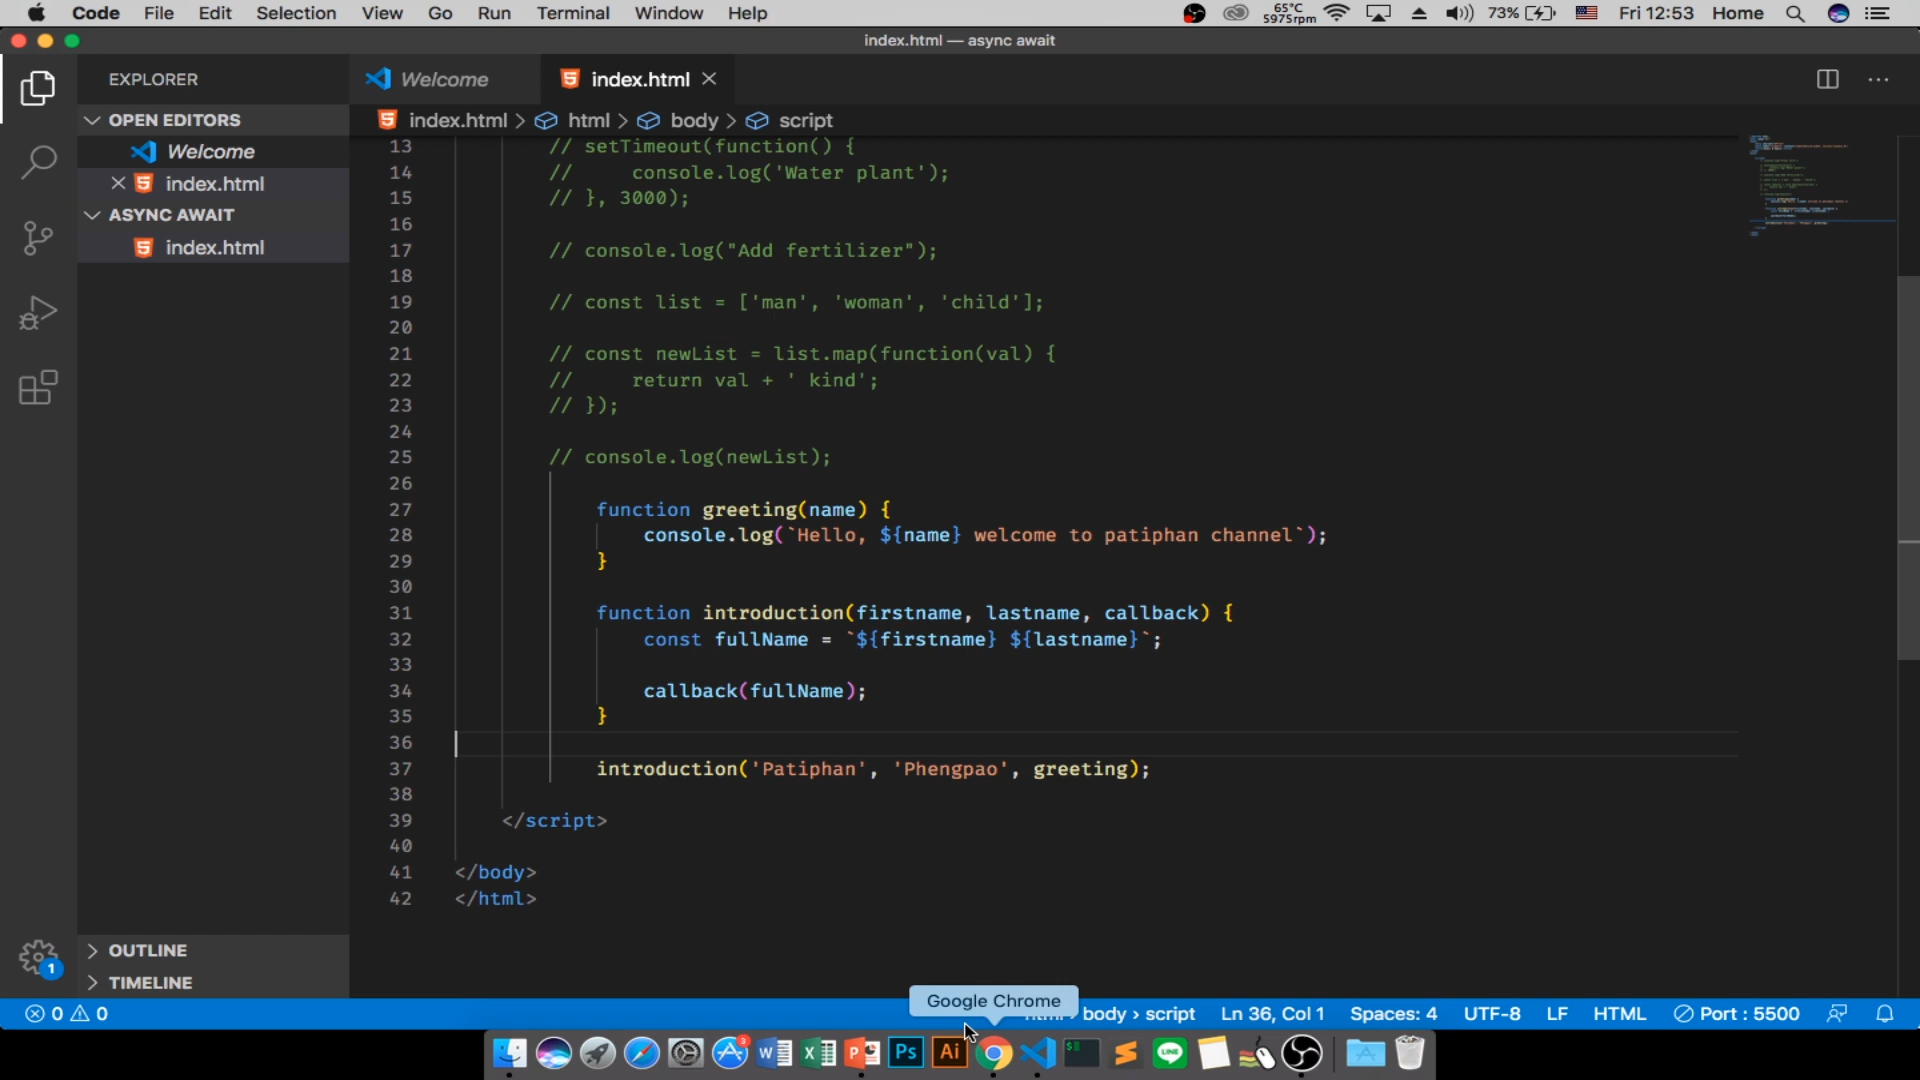 Code File Edit Selection View Go Run Terminal Window Help 65°C 5975rpm 73% Fri 12:53 Home
index.html — async await
EXPLORER Welcome index.html
OPEN EDITORS index.html > html > body > script
Welcome
index.html
ASYNC AWAIT
index.html
13 // setTimeout(function() {
14 // console.log('Water plant');
15 // }, 3000);
16
17 // console.log("Add fertilizer");
18
19 // const list = ['man', 'woman', 'child'];
20
21 // const newList = list.map(function(val) {
22 // return val + ' kind';
23 // });
24
25 // console.log(newList);
26
27 function greeting(name) {
28 console.log(`Hello, ${name} welcome to patiphan channel`);
29 }
30
31 function introduction(firstname, lastname, callback) {
32 const fullName = `${firstname} ${lastname}`;
33
34 callback(fullName);
35 }
36
37 introduction('Patiphan', 'Phengpao', greeting);
38
39 </script>
40
41 </body>
42 </html>
1
OUTLINE
TIMELINE
Google Chrome
0 0 body > script Ln 36, Col 1 Spaces: 4 UTF-8 LF HTML Port : 5500
3 Ps Ai LINE